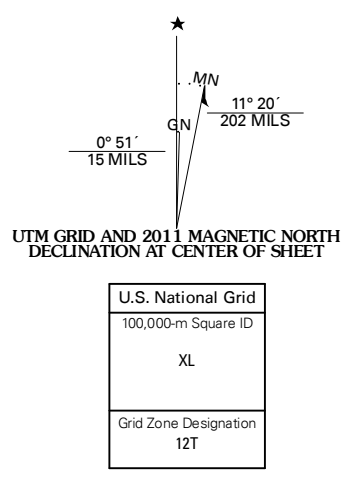 ★
MN
11° 20´
202 MILS
GN
0° 51´
15 MILS
UTM GRID AND 2011 MAGNETIC NORTH
DECLINATION AT CENTER OF SHEET
U.S. National Grid
100,000-m Square ID
XL
Grid Zone Designation
12T